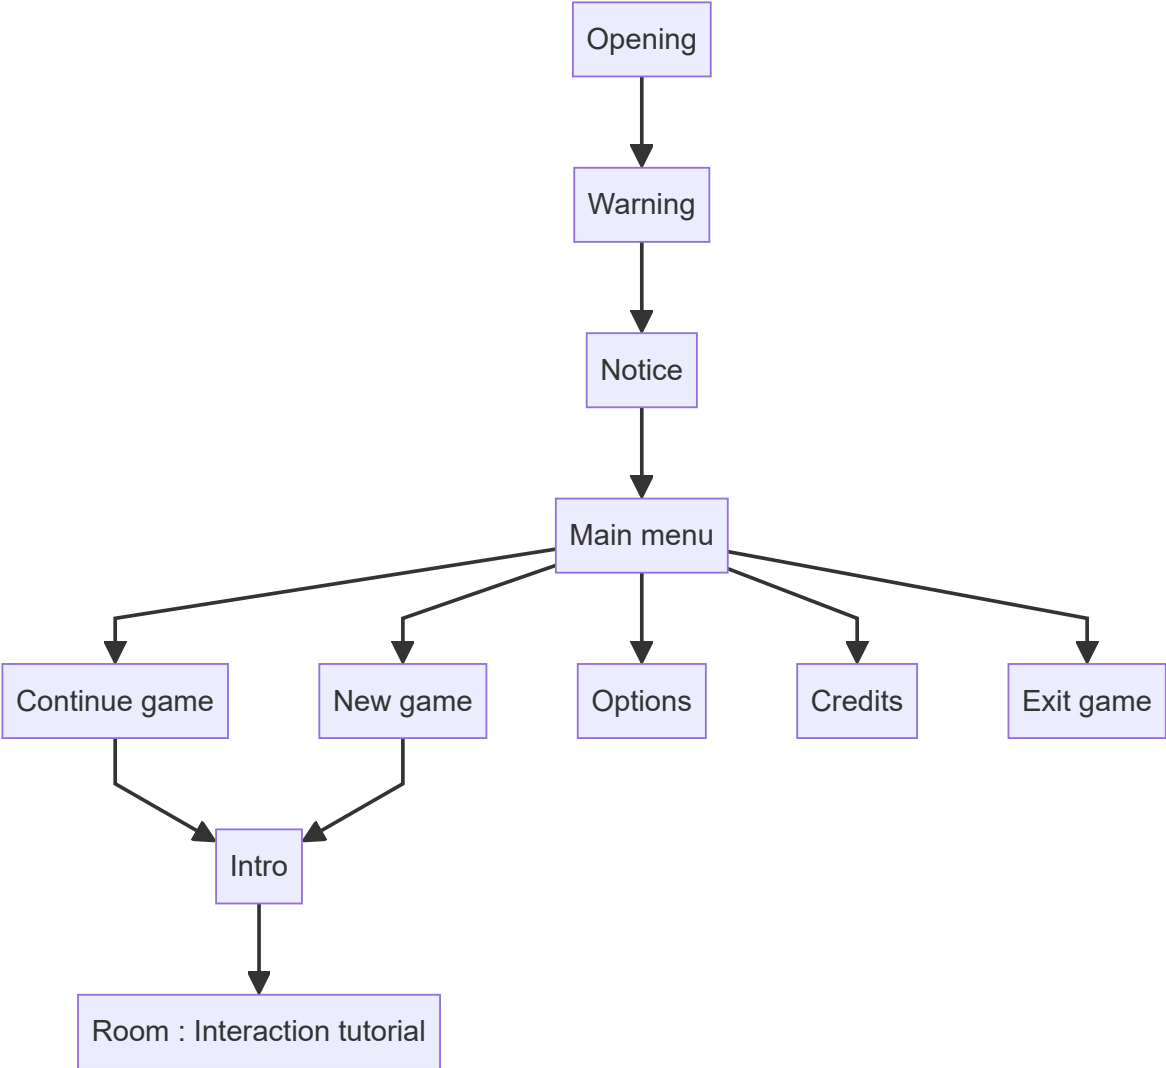 Opening
Warning
Notice
Main menu
Continue game
New game
Options
Credits
Exit game
Intro
Room : Interaction tutorial